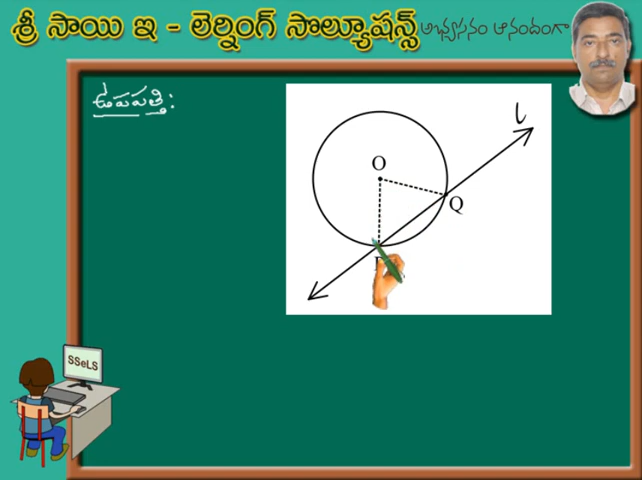 శ్రీ సాయి ఇ - లెర్నింగ్ సొల్యూషన్స్ అభ్యసనం ఆనందంగా
ఉపపత్తి:
l
O
Q
SSeLS